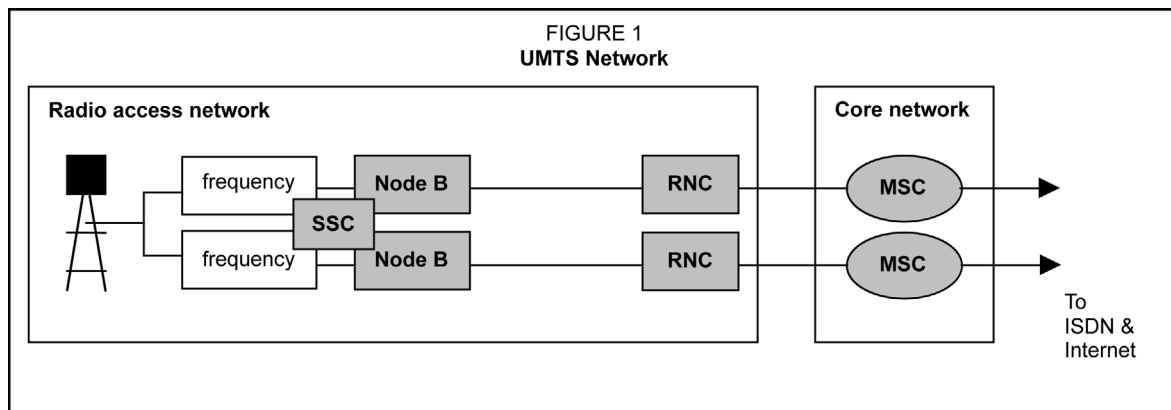 FIGURE 1
UMTS Network
Radio access network
Core network
frequency
Node B
RNC
MSC
SSC
frequency
Node B
RNC
MSC
To
ISDN &
Internet